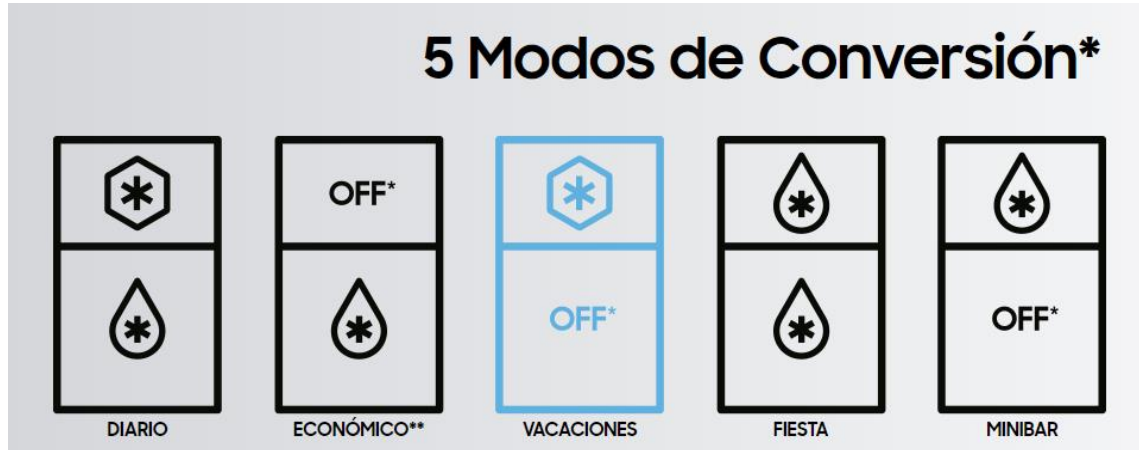 5 Modos de Conversión*
OFF*
OFF*
OFF*
DIARIO
ECONÓMICO**
VACACIONES
FIESTA
MINIBAR